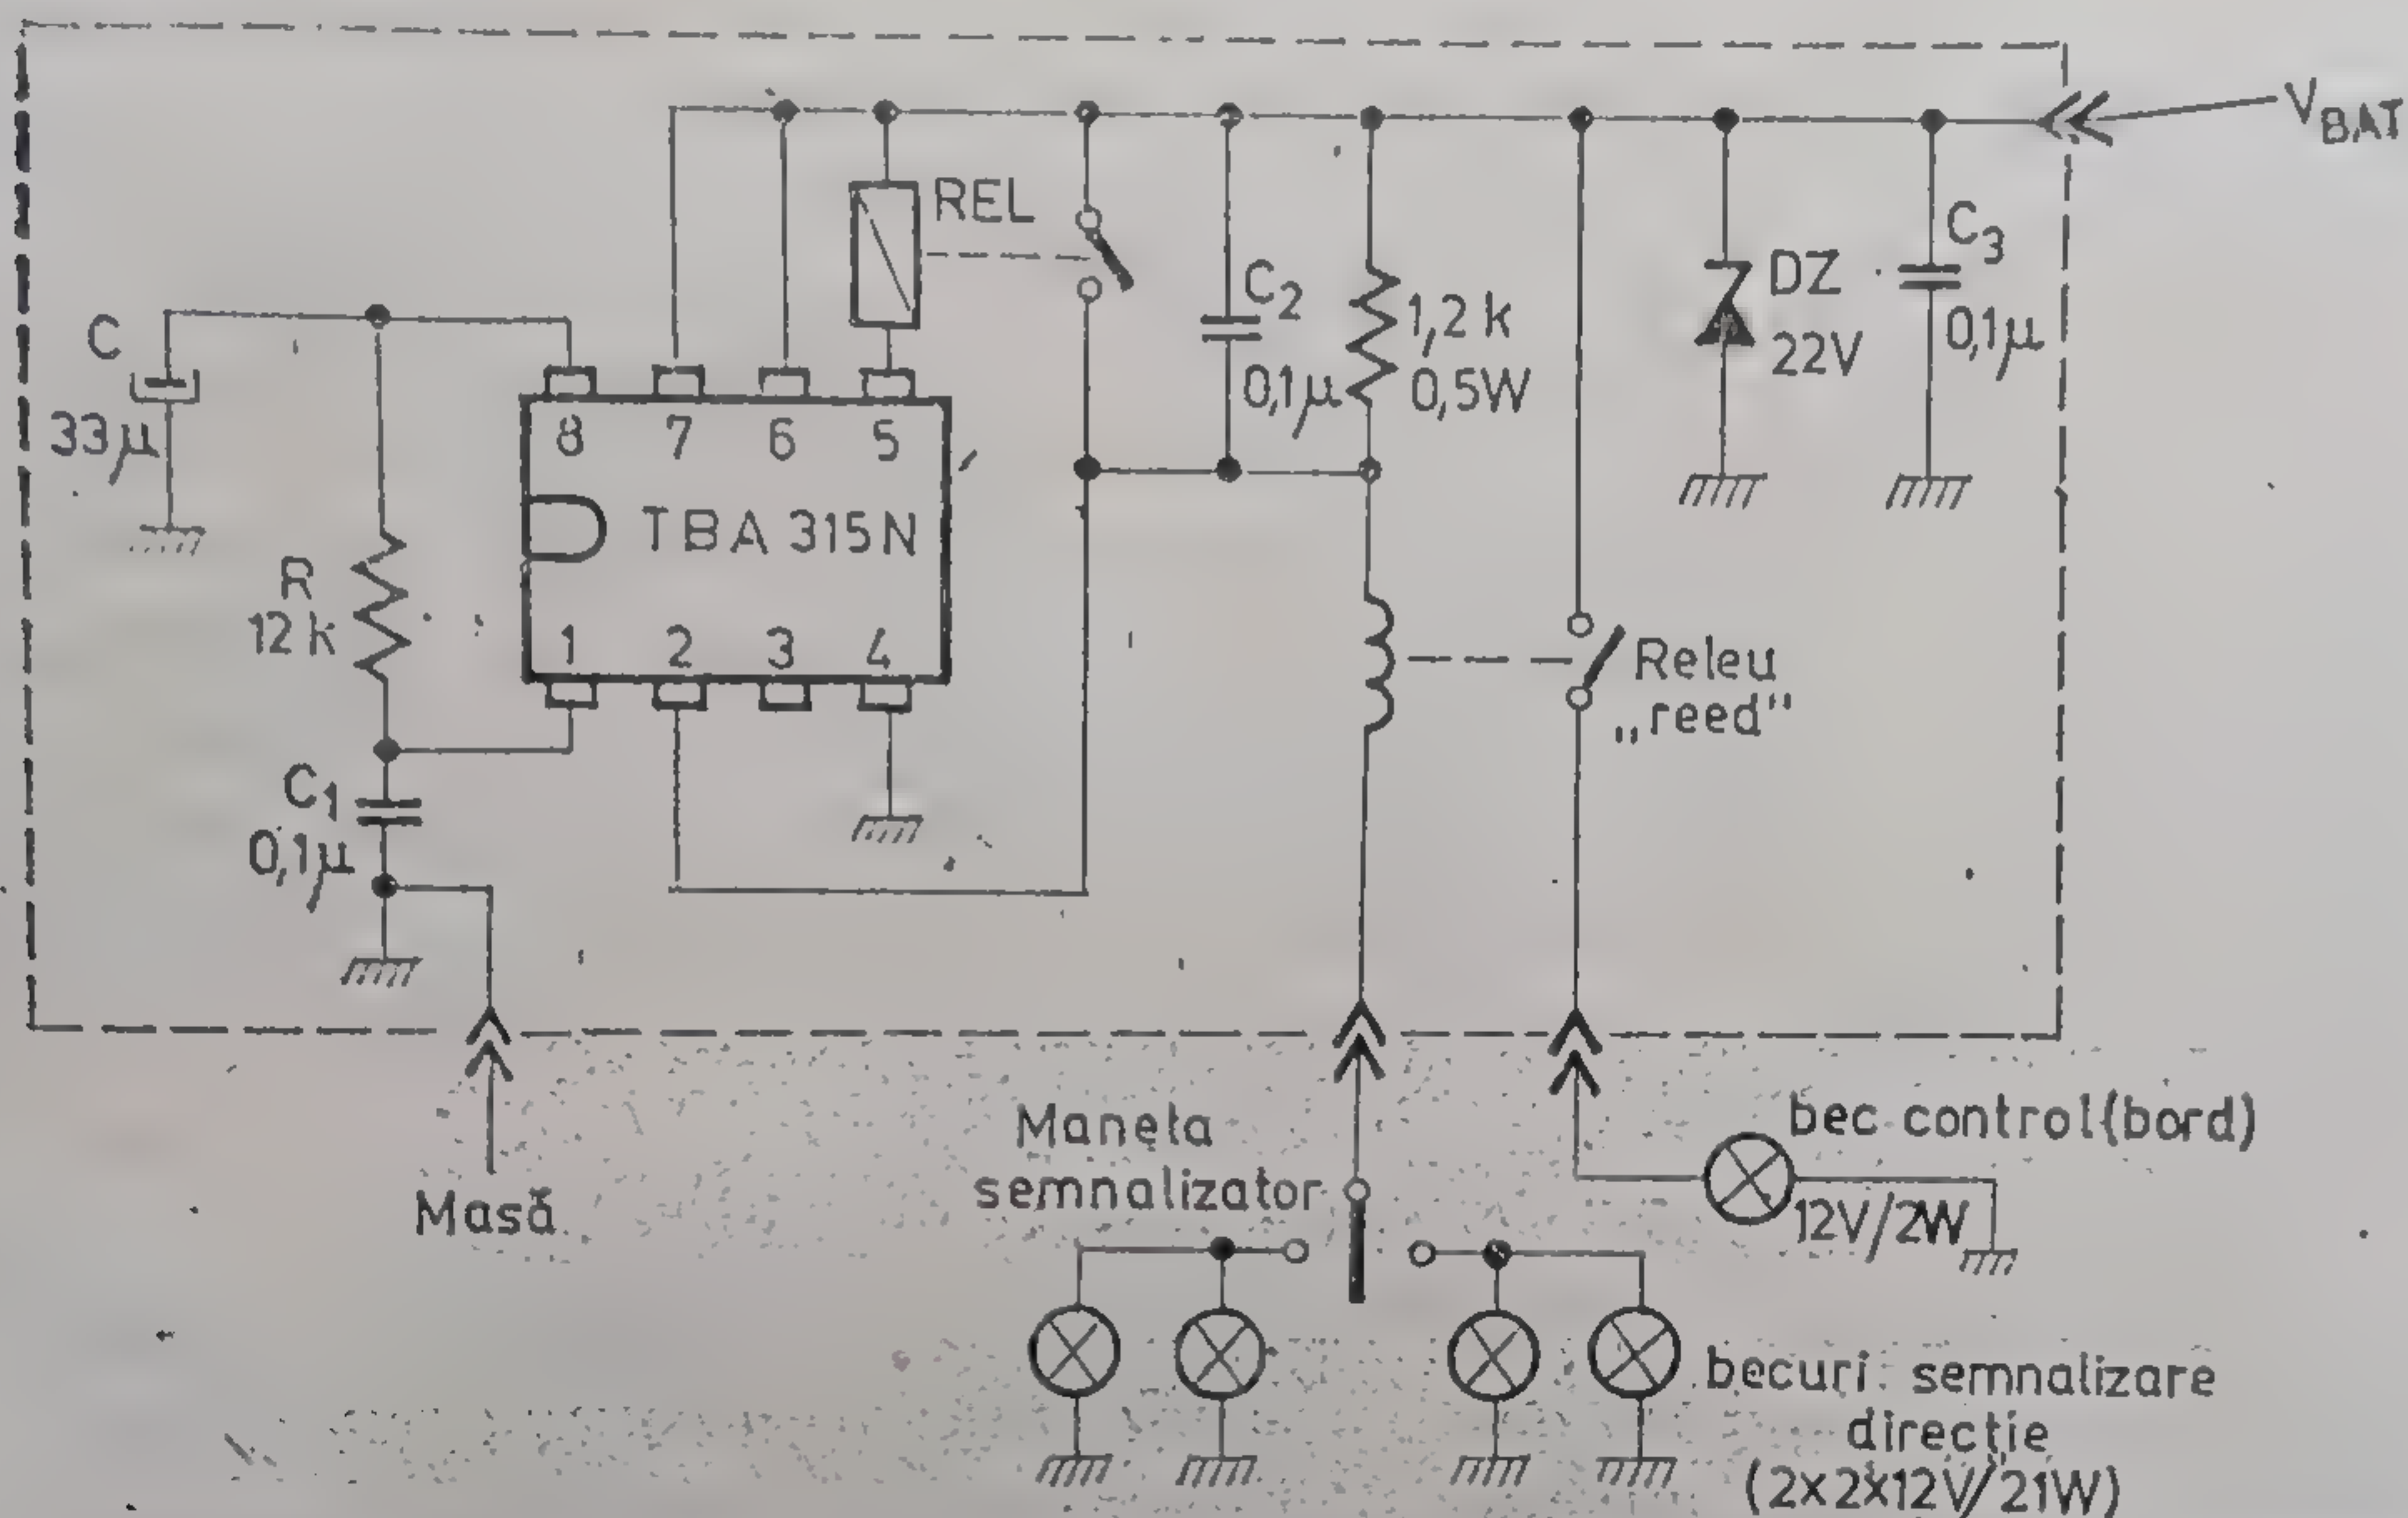 V BAT
REL
C
33µ
C2
0,1µ
1,2 k
0,5W
DZ
22V
C3
0,1µ
8 7 6 5
TBA 315N
1 2 3 4
R
12 k
C1
0,1µ
Releu
„reed"
Masă
Maneta
semnalizator
bec control (bord)
12V/2W
becuri semnalizare
direcție
(2x2x12V/21W)